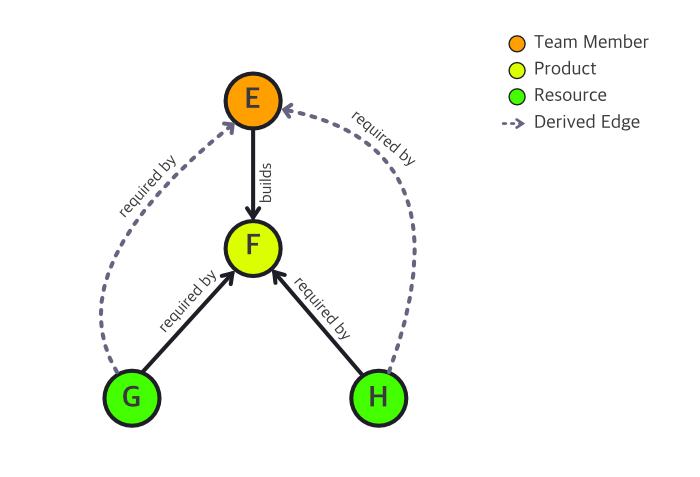 Team Member
Product
Resource
Derived Edge
E
required by
required by
builds
F
required by
required by
G
H